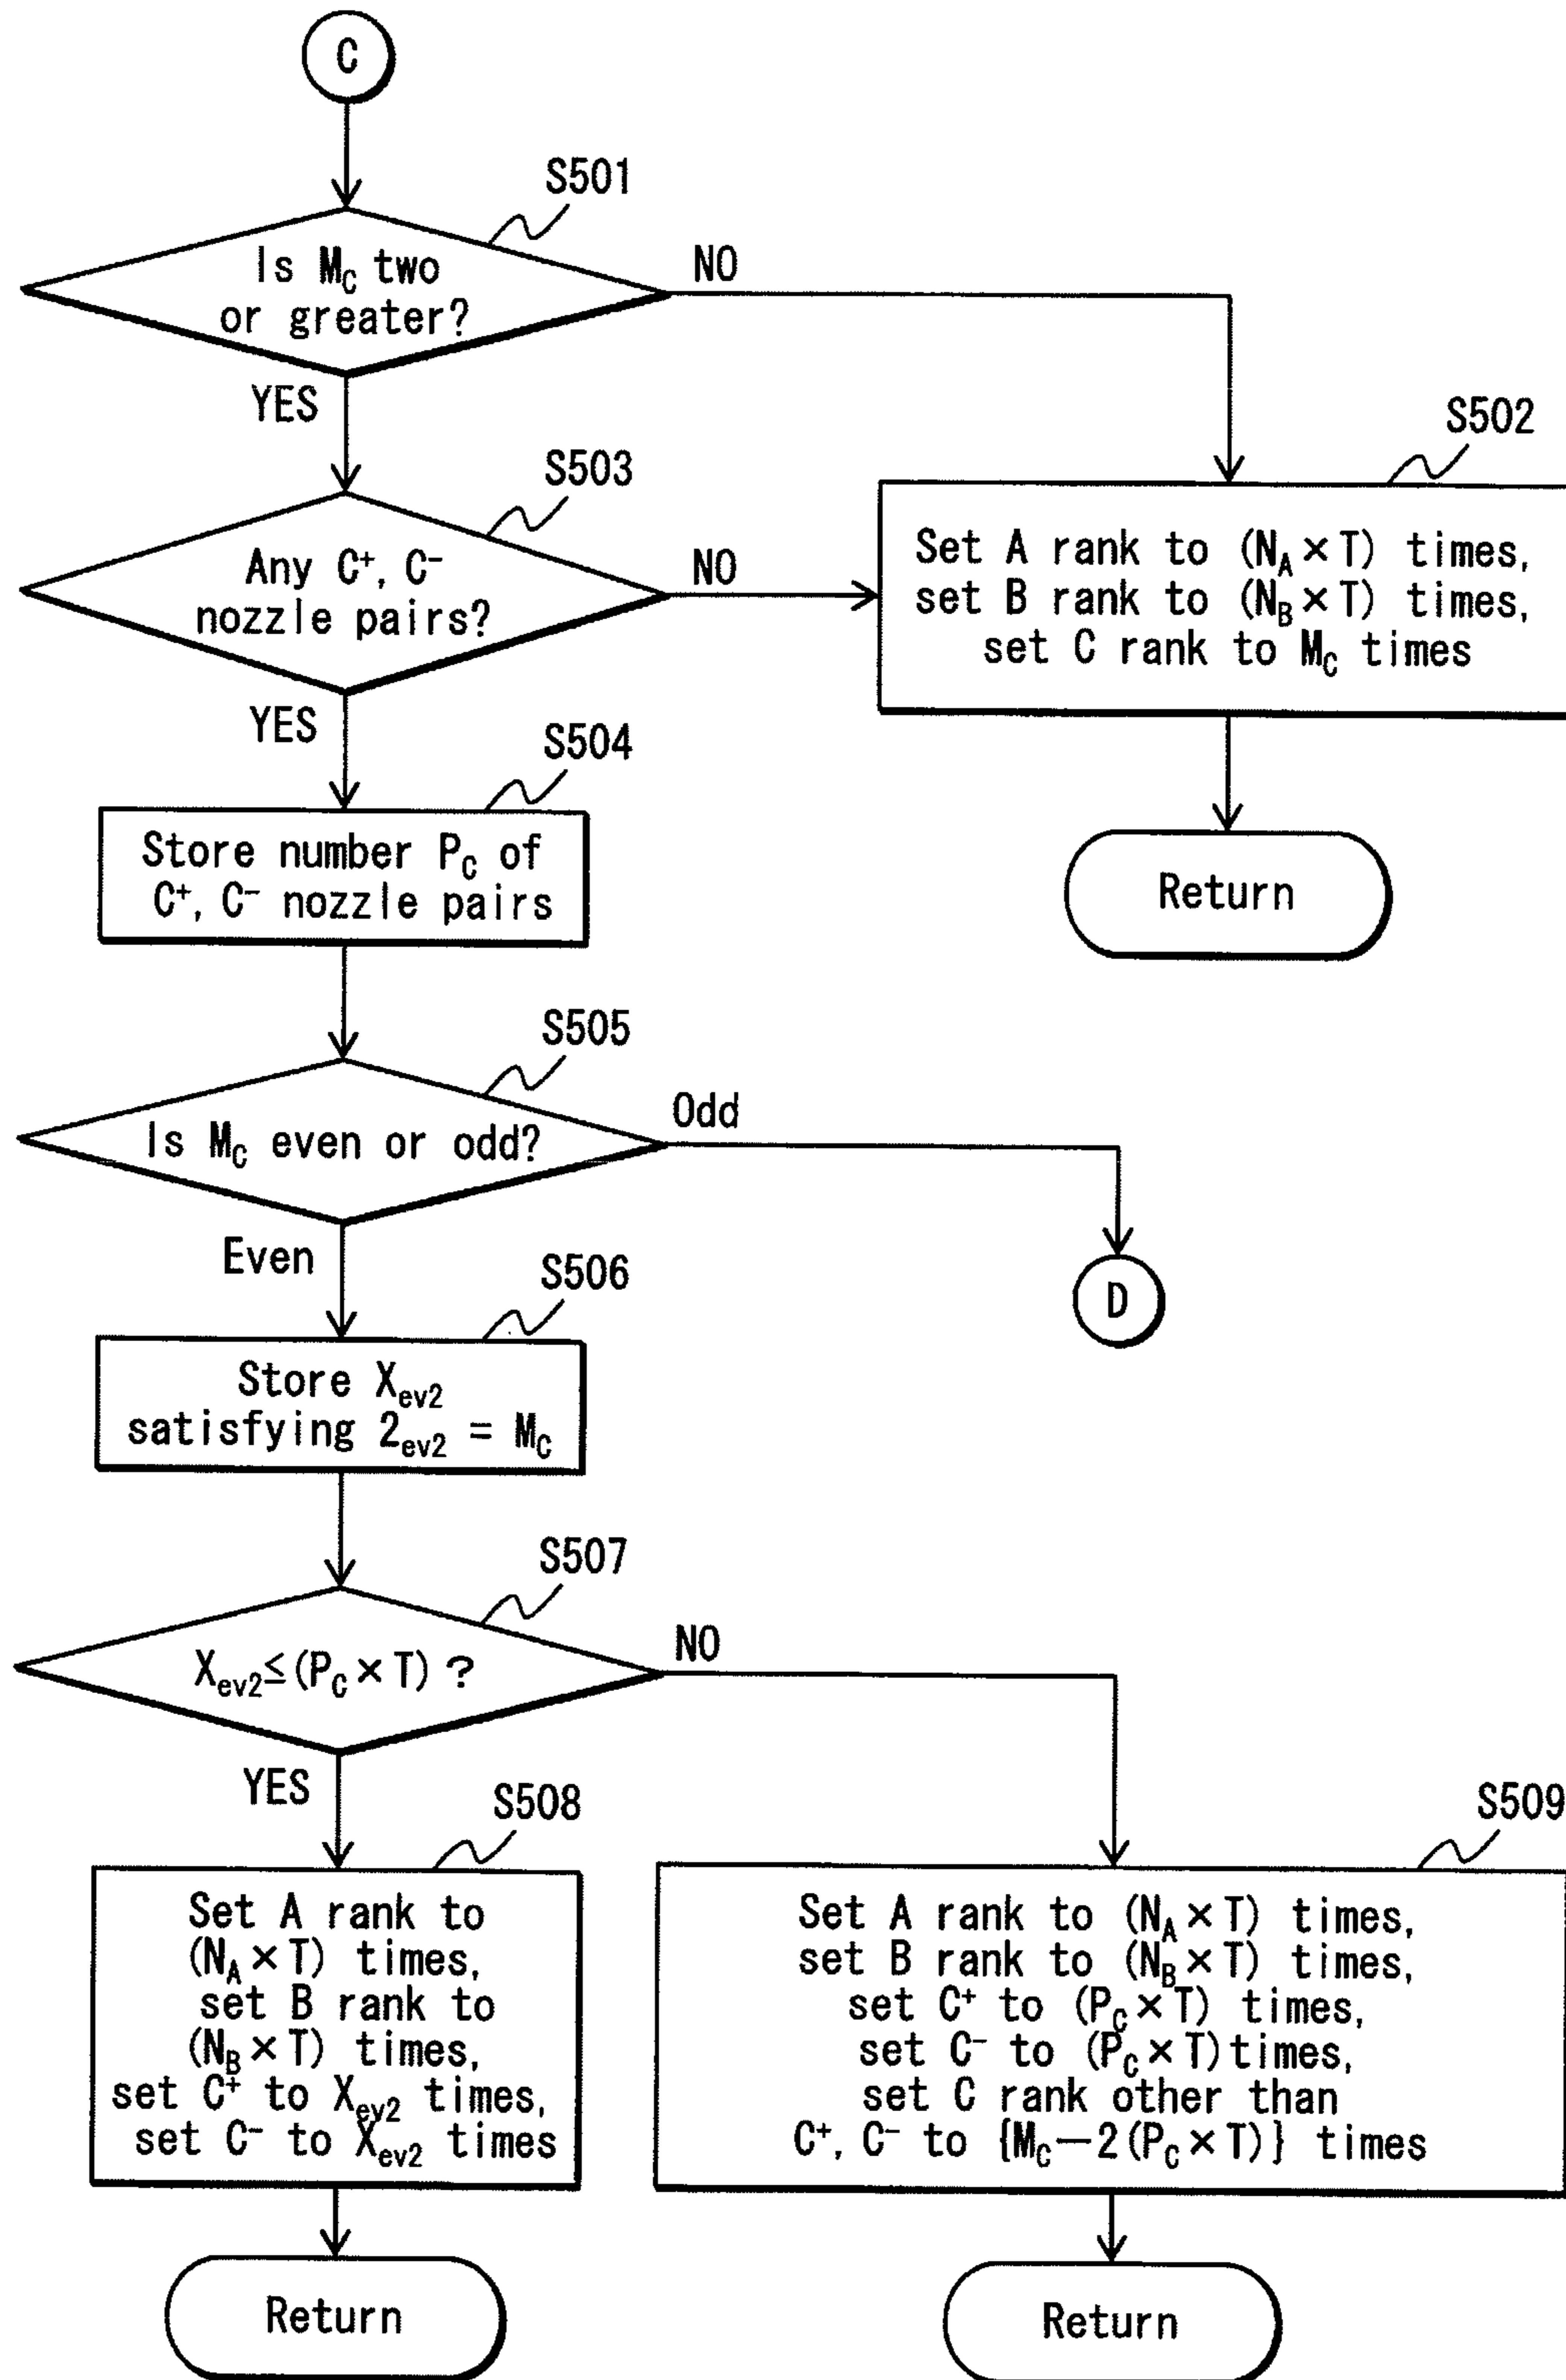 C
S501
Is M_C two
or greater?
NO
YES
S502
Set A rank to (N_A×T) times,
set B rank to (N_B×T) times,
set C rank to M_C times
Return
S503
Any C⁺, C⁻
nozzle pairs?
NO
YES
S504
Store number P_C of
C⁺, C⁻ nozzle pairs
S505
Is M_C even or odd?
Odd
D
Even
S506
Store X_ev2
satisfying 2_ev2 = M_C
S507
X_ev2≤(P_C×T)?
NO
YES
S508
Set A rank to
(N_A×T) times,
set B rank to
(N_B×T) times,
set C⁺ to X_ev2 times,
set C⁻ to X_ev2 times
Return
S509
Set A rank to (N_A×T) times,
set B rank to (N_B×T) times,
set C⁺ to (P_C×T) times,
set C⁻ to (P_C×T)times,
set C rank other than
C⁺, C⁻ to {M_C−2(P_C×T)} times
Return